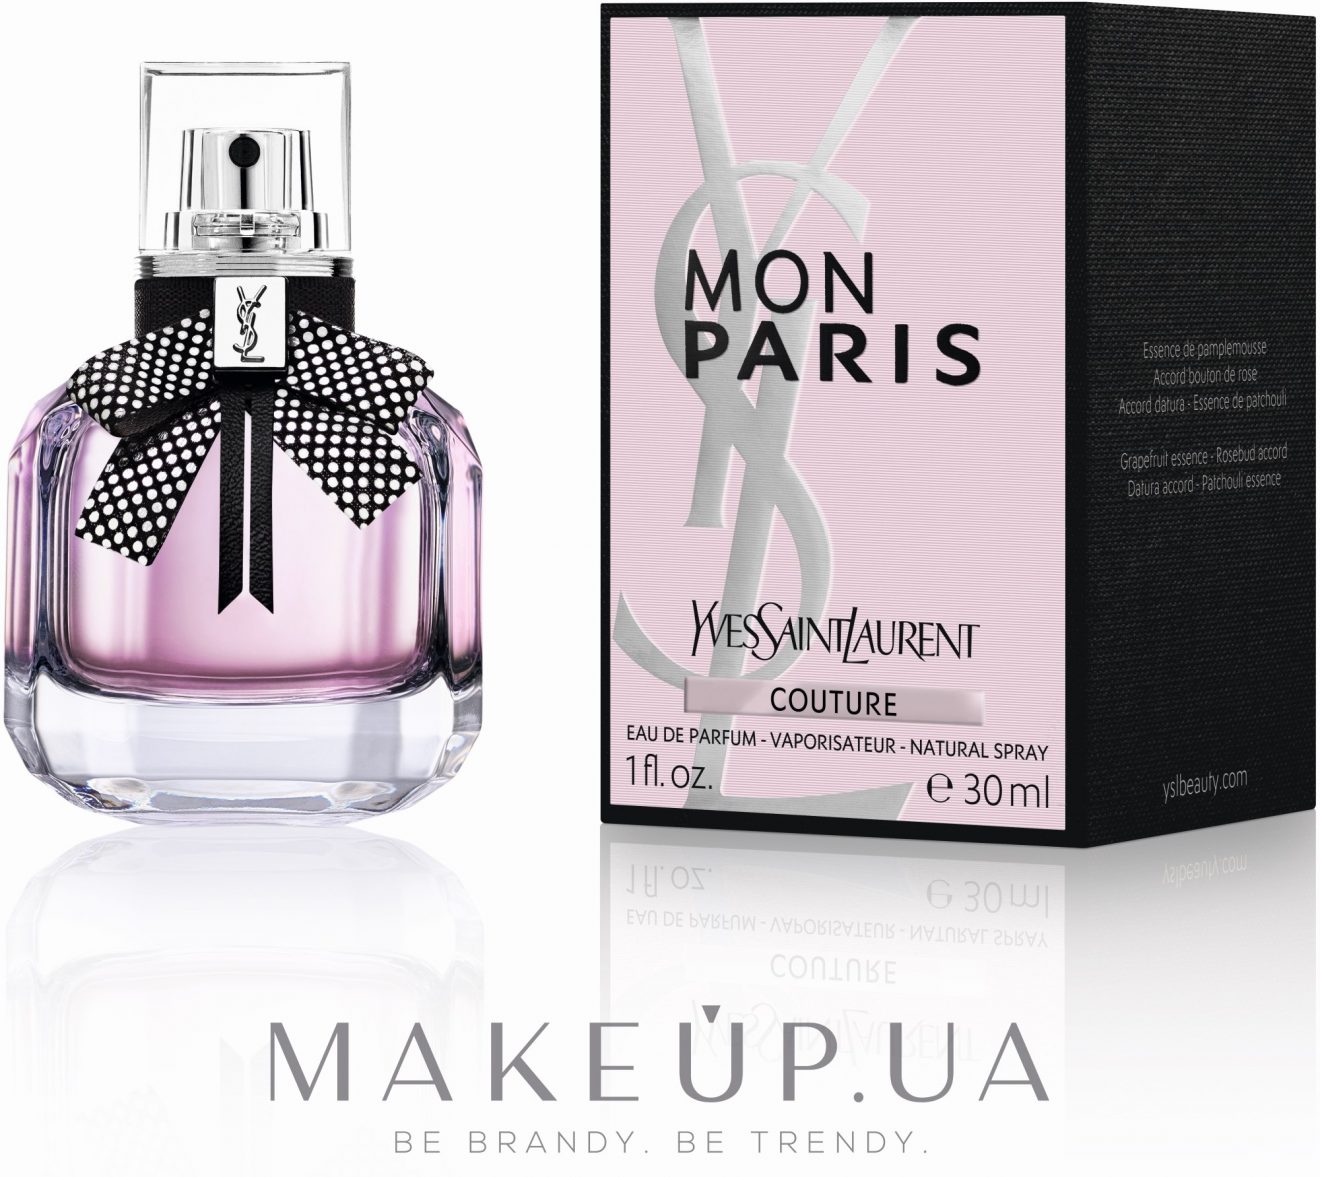 YSL
MON
PARIS
YVESSAINTLAURENT
COUTURE
EAU DE PARFUM - VAPORISATEUR - NATURAL SPRAY
1 fl. oz.
℮ 30 ml
Essence de pamplemousse
Accord bouton de rose
Accord datura - Essence de patchouli
Grapefruit essence - Rosebud accord
Datura accord - Patchouli essence
yslbeauty.com
MAKEUP.UA
BE BRANDY. BE TRENDY.